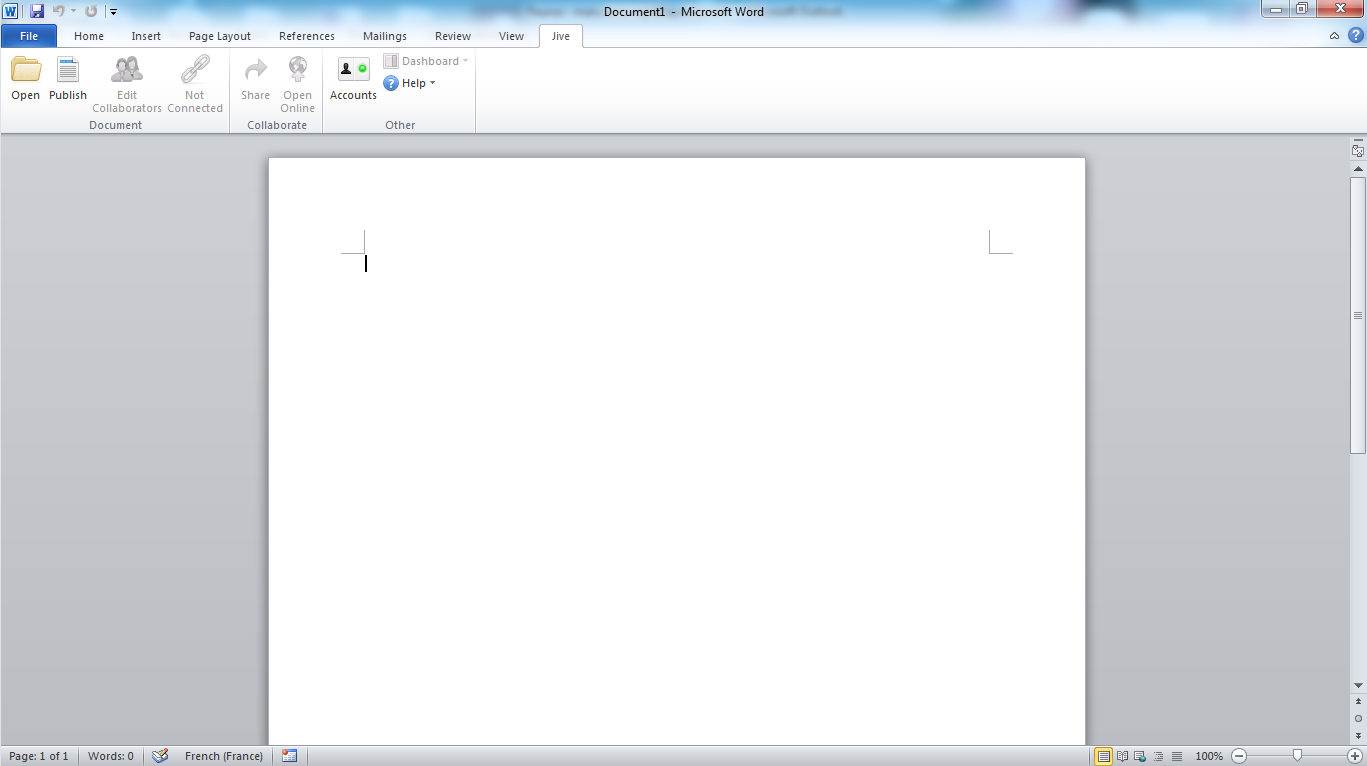 Document1 - Microsoft Word
File Home Insert Page Layout References Mailings Review View Jive
Open Publish Edit Collaborators Not Connected Share Open Online Accounts Dashboard Help
Document Collaborate Other
Page: 1 of 1 Words: 0 French (France) 100%